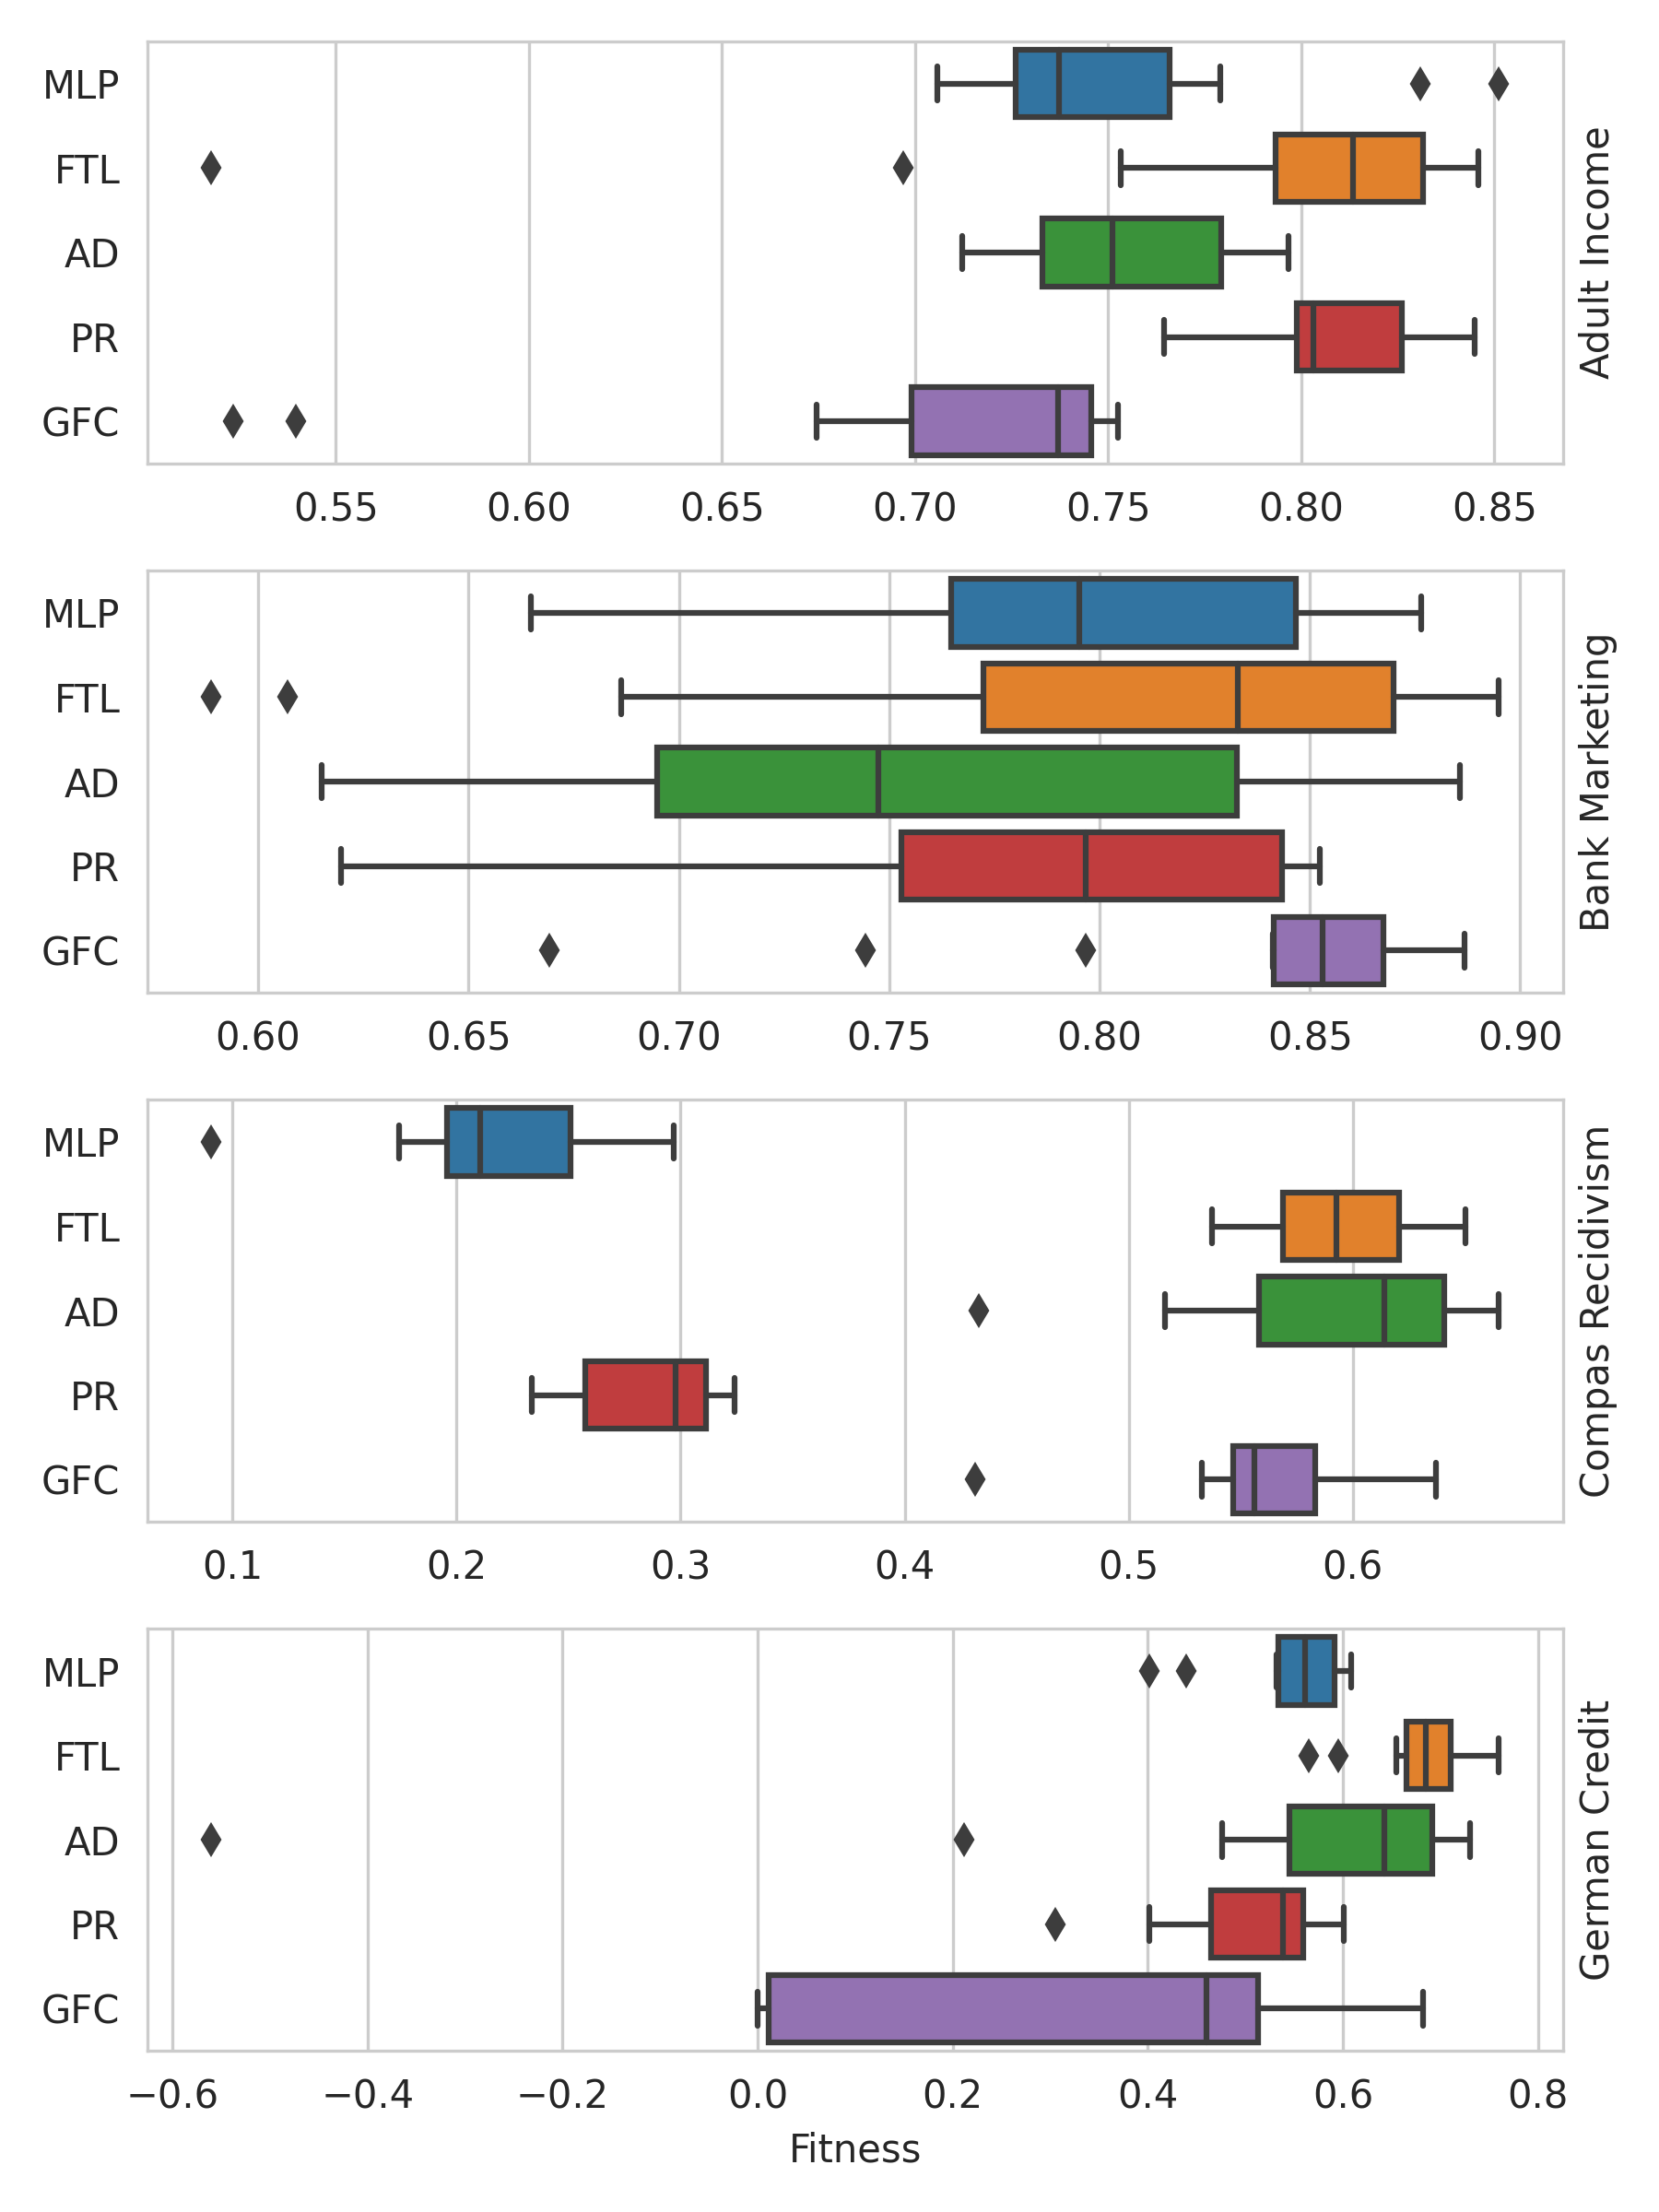 MLP
FTL
AD
PR
GFC
Adult Income
0.55 0.60 0.65 0.70 0.75 0.80 0.85
MLP
FTL
AD
PR
GFC
Bank Marketing
0.60 0.65 0.70 0.75 0.80 0.85 0.90
MLP
FTL
AD
PR
GFC
Compas Recidivism
0.1 0.2 0.3 0.4 0.5 0.6
MLP
FTL
AD
PR
GFC
German Credit
−0.6 −0.4 −0.2 0.0 0.2 0.4 0.6 0.8
Fitness